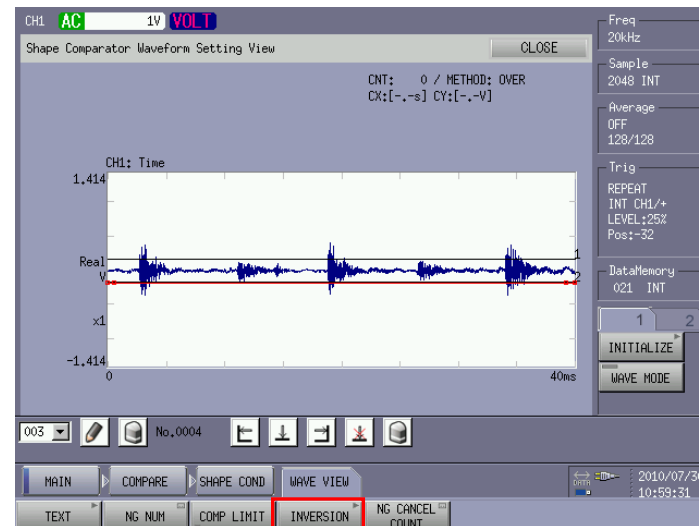 CH1 AC 1V VOLT
Shape Comparator Waveform Setting View CLOSE
CNT: 0 / METHOD: OVER
CX:[-.-s] CY:[-.-V]
CH1: Time
1.414
Real
V
x1
-1.414
0
40ms
1
2
Freq
20kHz
Sample
2048 INT
Average
OFF
128/128
Trig
REPEAT
INT CH1/+
LEVEL:25%
Pos:-32
DataMemory
021 INT
1 2
INITIALIZE
WAVE MODE
003 No.0004
MAIN COMPARE SHAPE COND WAVE VIEW
DATA
2010/07/30
10:59:31
TEXT NG NUM COMP LIMIT INVERSION NG CANCEL
COUNT